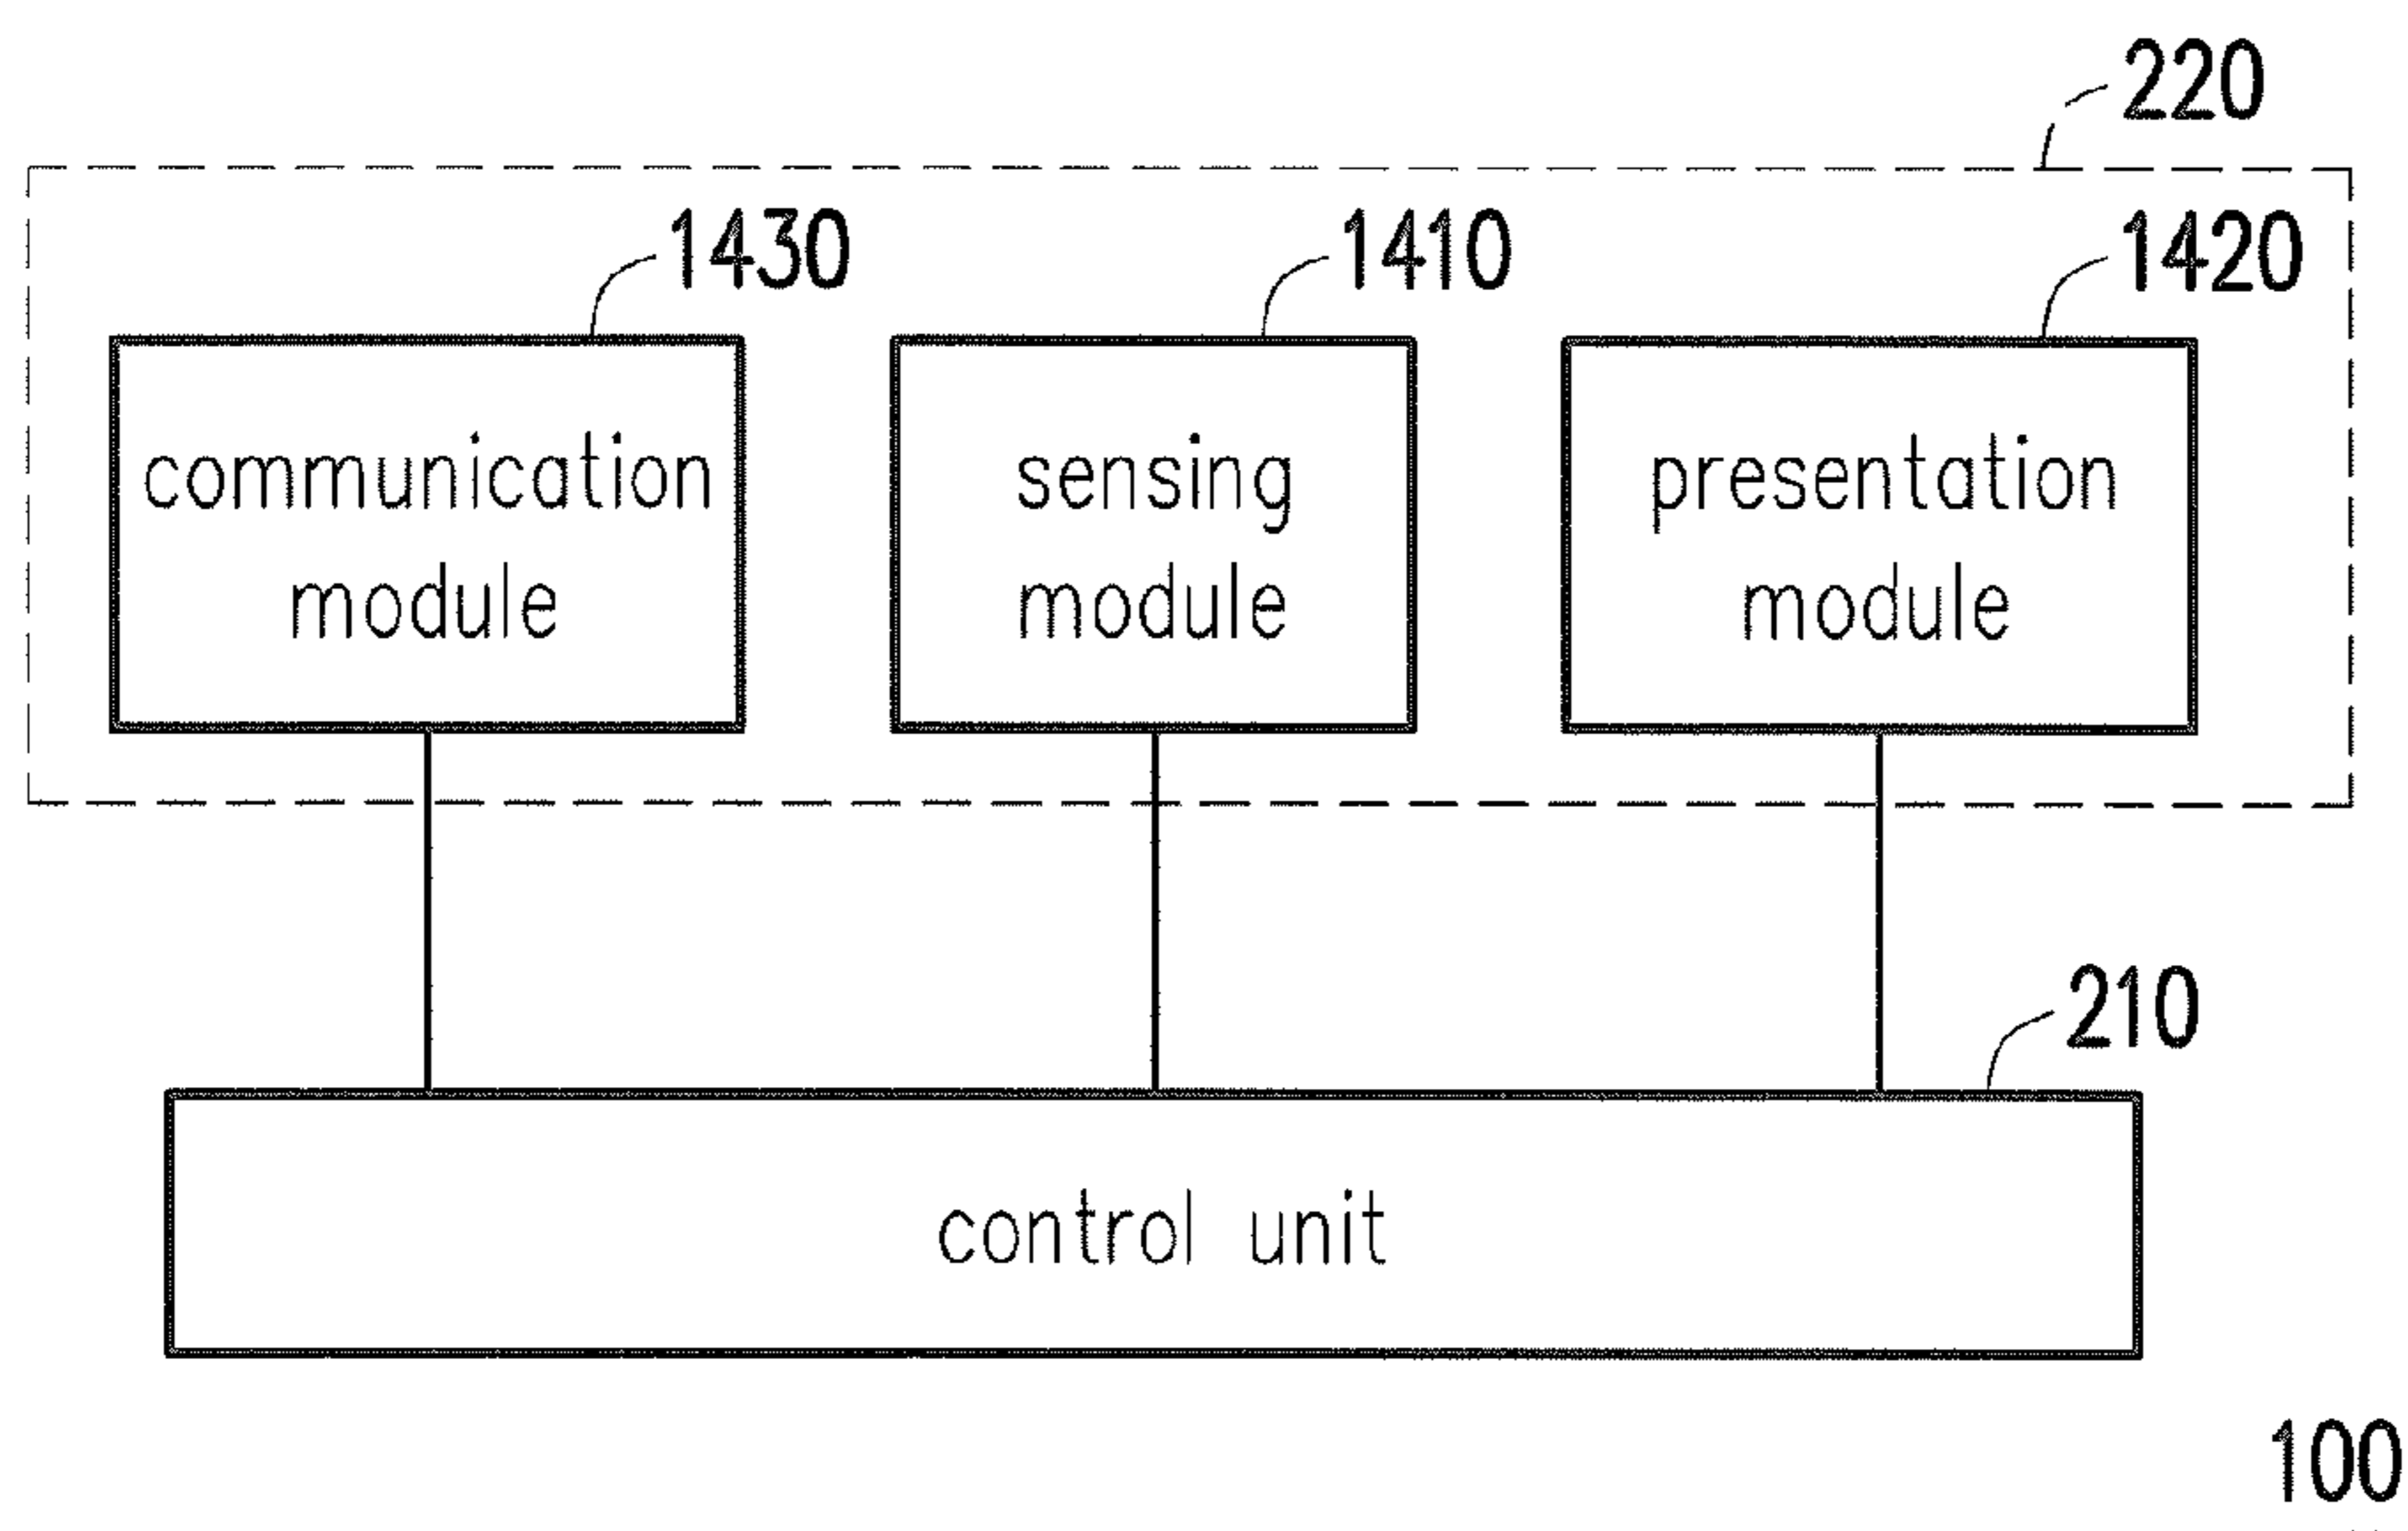 220
1430
1410
1420
communication
module
sensing
module
presentation
module
210
control unit
100